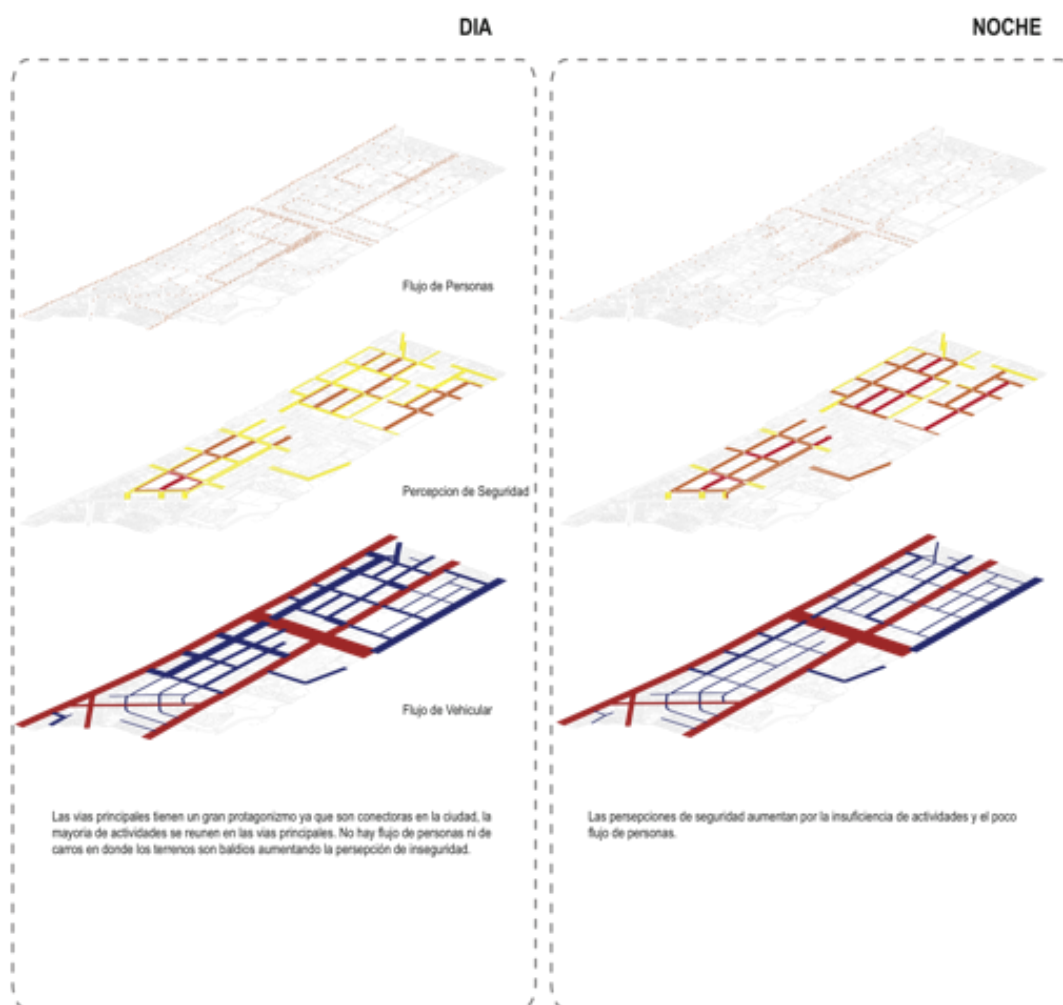 DIA
Flujo de Personas
Percepcion de Seguridad
Flujo de Vehicular
Las vias principales tienen un gran protagonizmo ya que son conectoras en la ciudad, la
mayoria de actividades se reunen en las vias principales. No hay flujo de personas ni de
carros en donde los terrenos son baldios aumentando la persepción de inseguridad.
NOCHE
Las persepciones de seguridad aumentan por la insuficiencia de actividades y el poco
flujo de personas.